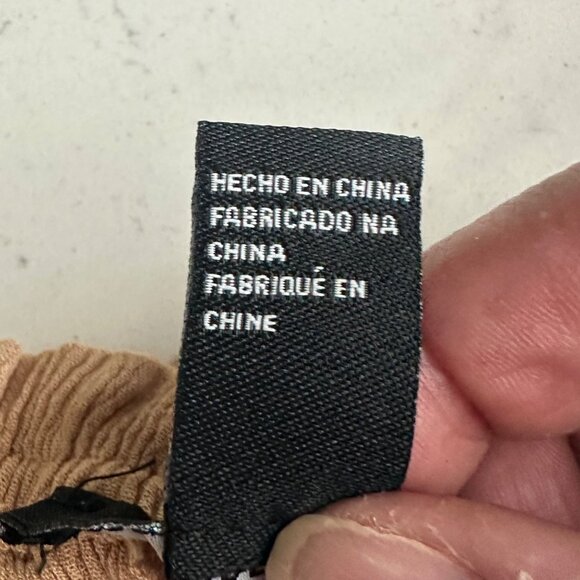 HECHO EN CHINA
FABRICADO NA
CHINA
FABRIQUÉ EN
CHINE